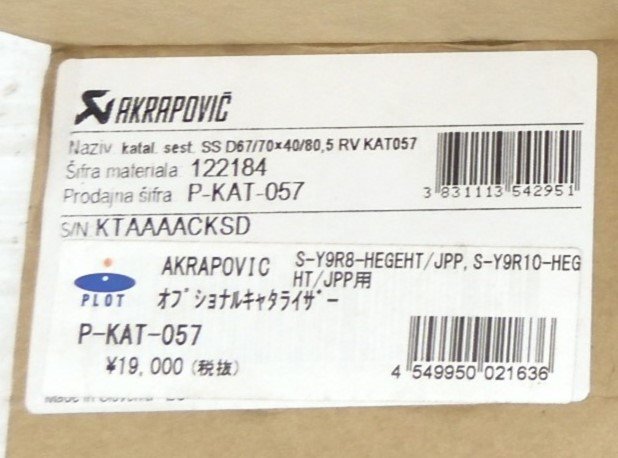 AKRAPOVIČ
Naziv katal. sest. SS D67/70×40/80,5 RV KAT057
Šifra materiala: 122184
Prodajna šifra P-KAT-057
3 831113 542951
S/N KTAAAACKSD
PLOT
AKRAPOVIC S-Y9R8-HEGEHT/JPP, S-Y9R10-HEG
HT/JPP用
オプショナルキャタライザー
P-KAT-057
¥19,000 (税抜)
4 549950 021636